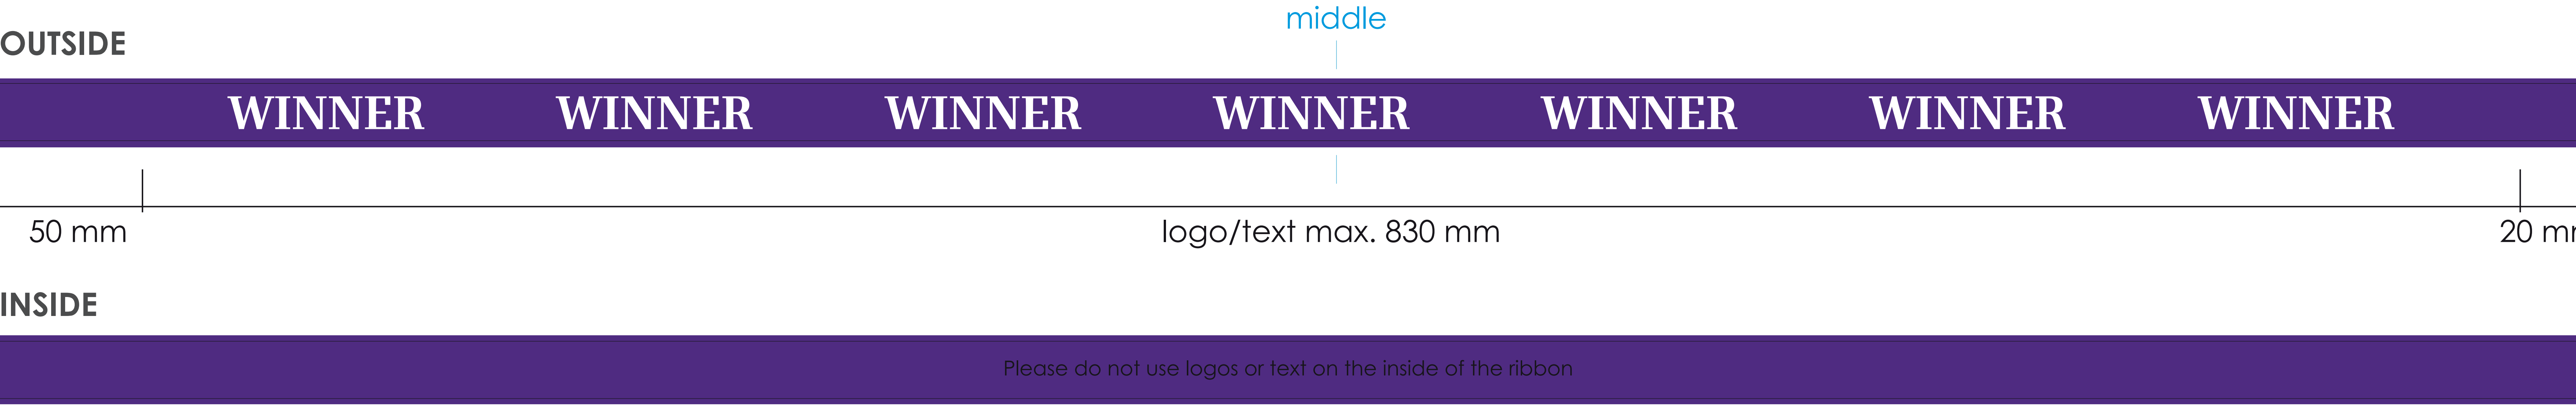 middle
OUTSIDE
WINNER WINNER WINNER WINNER WINNER WINNER WINNER
50 mm logo/text max. 830 mm 20 m
INSIDE
Please do not use logos or text on the inside of the ribbon